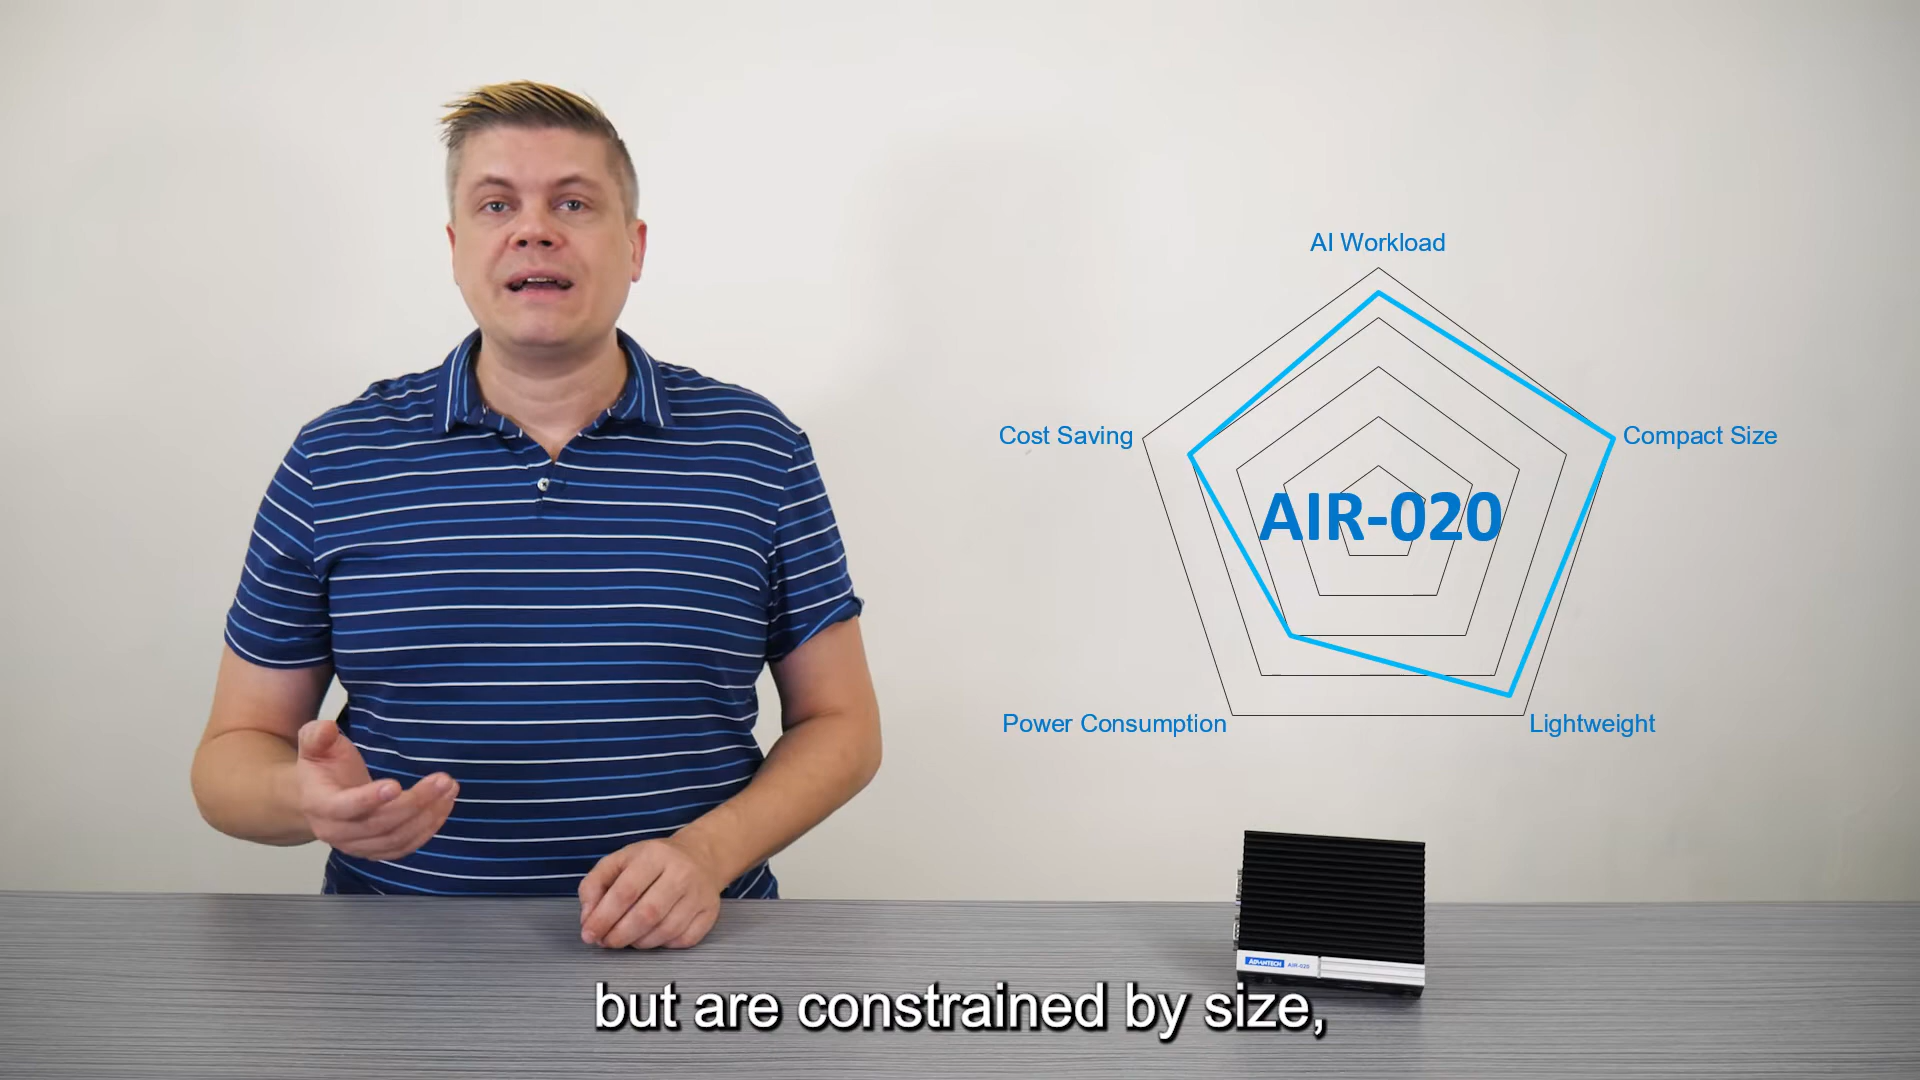 AI Workload
Cost Saving
Compact Size
AIR-020
Power Consumption
Lightweight
ADVANTECH AIR-020
but are constrained by size,